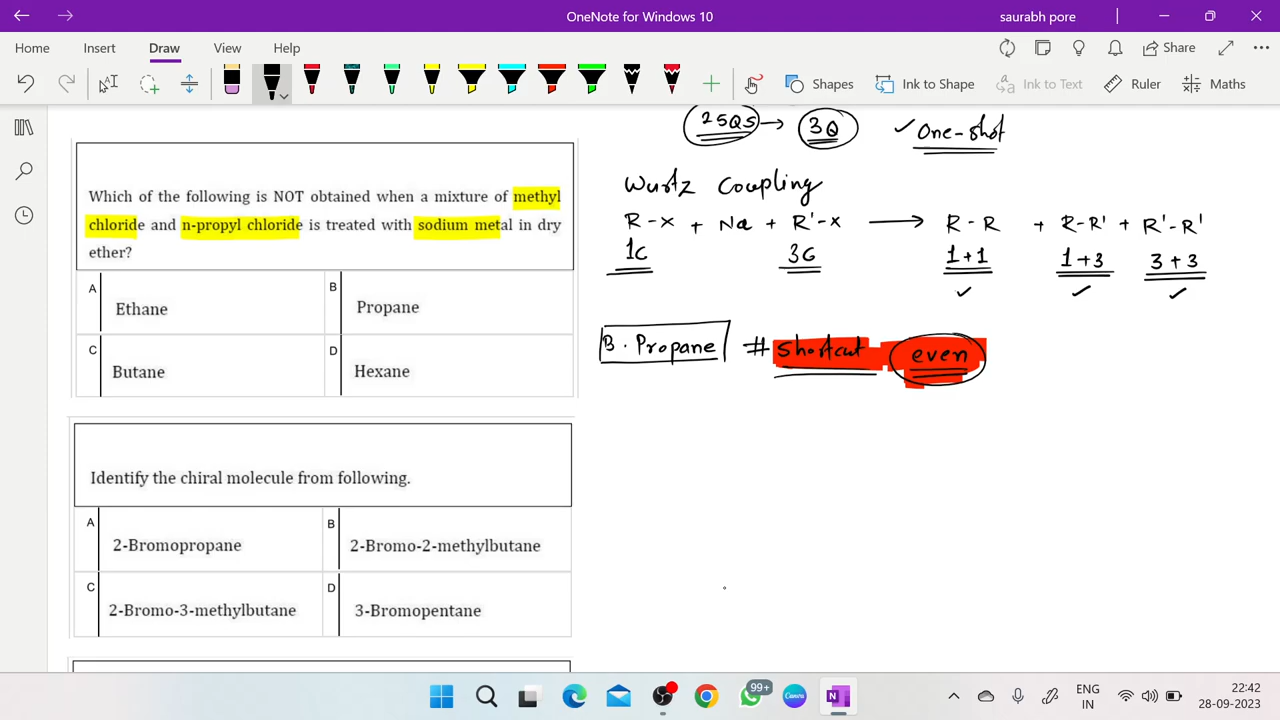 OneNote for Windows 10
saurabh pore
Home Insert Draw View Help
Share
Shapes Ink to Shape Ink to Text Ruler Maths
25QS → 3Q ✓ One-shot
Which of the following is NOT obtained when a mixture of methyl
chloride and n-propyl chloride is treated with sodium metal in dry
ether?
A Ethane
B Propane
C Butane
D Hexane
Wurtz Coupling
R-x + Na + R'-x → R-R + R-R' + R'-R'
1C 3C 1+1 1+3 3+3
✓ ✓ ✓
B. Propane # Shortcut even
Identify the chiral molecule from following.
A 2-Bromopropane
B 2-Bromo-2-methylbutane
C 2-Bromo-3-methylbutane
D 3-Bromopentane
99+
ENG
IN
22:42
28-09-2023